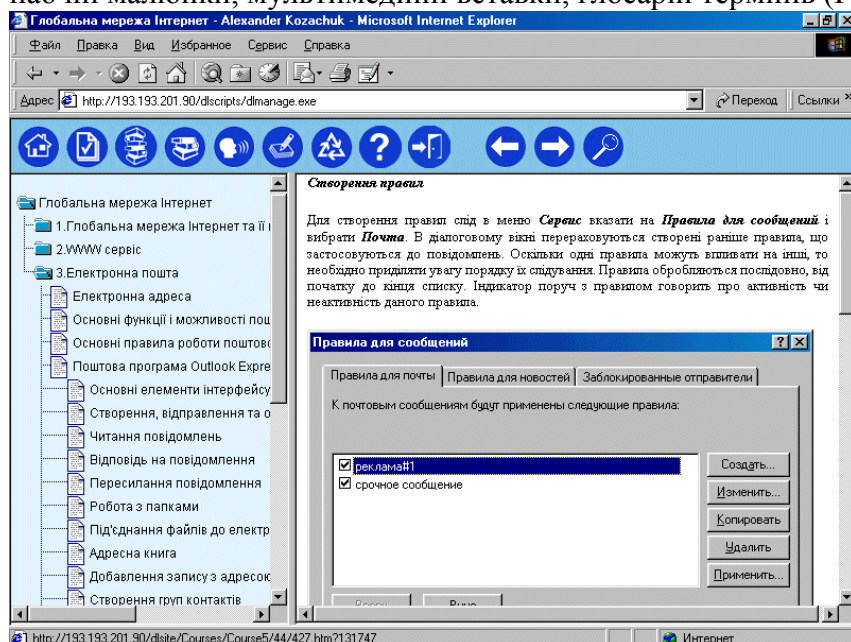 малюнки, мультимедійні вставки, глосарій термінів (
Глобальна мережа Інтернет - Alexander Kozachuk - Microsoft Internet Explorer
Файл Правка Вид Избранное Сервис Справка
Адрес http://193.193.201.90/dlscripts/dlmanage.exe Переход Ссылки »
Глобальна мережа Інтернет
1.Глобальна мережа Інтернет та її
2.WWW сервіс
3.Електронна пошта
Електронна адреса
Основні функції і можливості пош
Основні правила роботи поштово
Поштова програма Outlook Expre
Основні елементи інтерфейсу
Створення, відправлення та о
Читання повідомлень
Відповідь на повідомлення
Пересилання повідомлення
Робота з папками
Під'єднання файлів до електр
Адресна книга
Добавлення запису з адресою
Створення груп контактів
Створення правил
Для створення правил слід в меню Сервис вказати на Правила для сообщений і
вибрати Почта. В діалоговому вікні перераховуються створені раніше правила, що
застосовуються до повідомлень. Оскільки одні правила можуть впливати на інші, то
необхідно приділяти увагу порядку їх слідування. Правила обробляються послідовно, від
початку до кінця списку. Індикатор поруч з правилом говорить про активність чи
неактивність даного правила.
Правила для сообщений
Правила для почты Правила для новостей Заблокированные отправители
К почтовым сообщениям будут применены следующие правила:
реклама#1
срочное сообщение
Создать...
Изменить...
Копировать
Удалить
Применить...
http://193.193.201.90/dlsite/Courses/Course5/44/427.htm?131747 Интернет